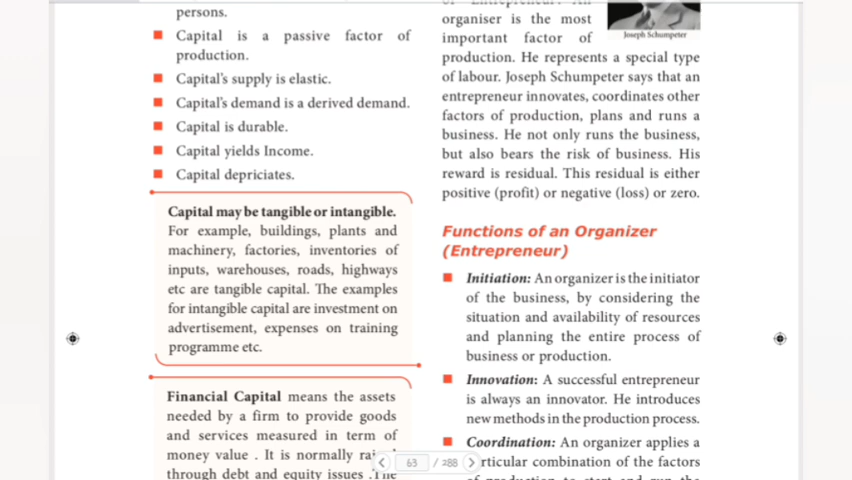 persons.
Capital is a passive factor of
production.
Capital's supply is elastic.
Capital's demand is a derived demand.
Capital is durable.
Capital yields Income.
Capital depriciates.
Capital may be tangible or intangible.
For example, buildings, plants and
machinery, factories, inventories of
inputs, warehouses, roads, highways
etc are tangible capital. The examples
for intangible capital are investment on
advertisement, expenses on training
programme etc.
Financial Capital means the assets
needed by a firm to provide goods
and services measured in term of
money value . It is normally
through debt and equity issues .The
organiser is the most
important factor of
Joseph Schumpeter
production. He represents a special type
of labour. Joseph Schumpeter says that an
entrepreneur innovates, coordinates other
factors of production, plans and runs a
business. He not only runs the business,
but also bears the risk of business. His
reward is residual. This residual is either
positive (profit) or negative (loss) or zero.
Functions of an Organizer
(Entrepreneur)
Initiation: An organizer is the initiator
of the business, by considering the
situation and availability of resources
and planning the entire process of
business or production.
Innovation: A successful entrepreneur
is always an innovator. He introduces
new methods in the production process.
Coordination: An organizer applies a
combination of the factors
63 / 288